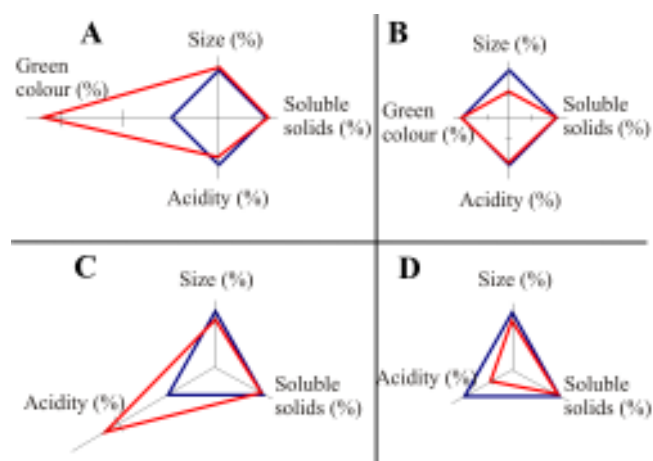 A
Size (%)
Green
colour (%)
Soluble
solids (%)
Acidity (%)
B
Size (%)
Green
colour (%)
Soluble
solids (%)
Acidity (%)
C
Size (%)
Acidity (%)
Soluble
solids (%)
D
Size (%)
Acidity (%)
Soluble
solids (%)